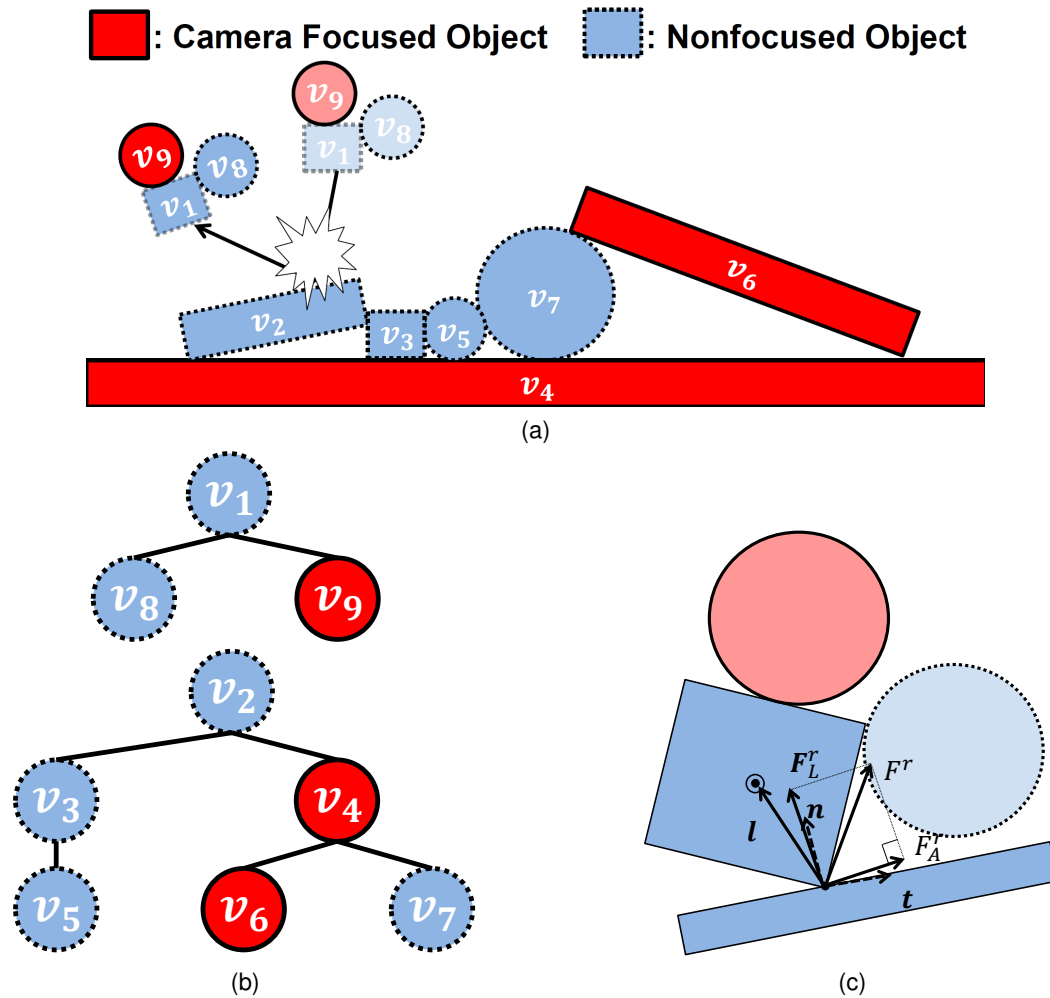 : Camera Focused Object : Nonfocused Object
v₉
v₈
v₁
v₉
v₈
v₁
v₆
v₇
v₂
v₃ v₅
v₄
(a)
v₁
v₈ v₉
v₂
v₃ v₄
v₅ v₆ v₇
(b)
F_L^r F^r
n
l
F_A^r
t
(c)